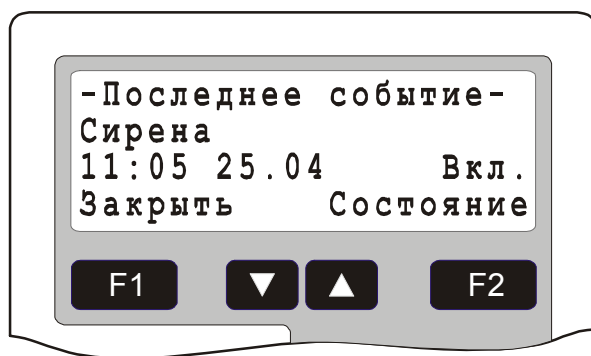 -Последнее событие-
Сирена
11:05 25.04 Вкл.
Закрыть Состояние
F1 ▼ ▲ F2